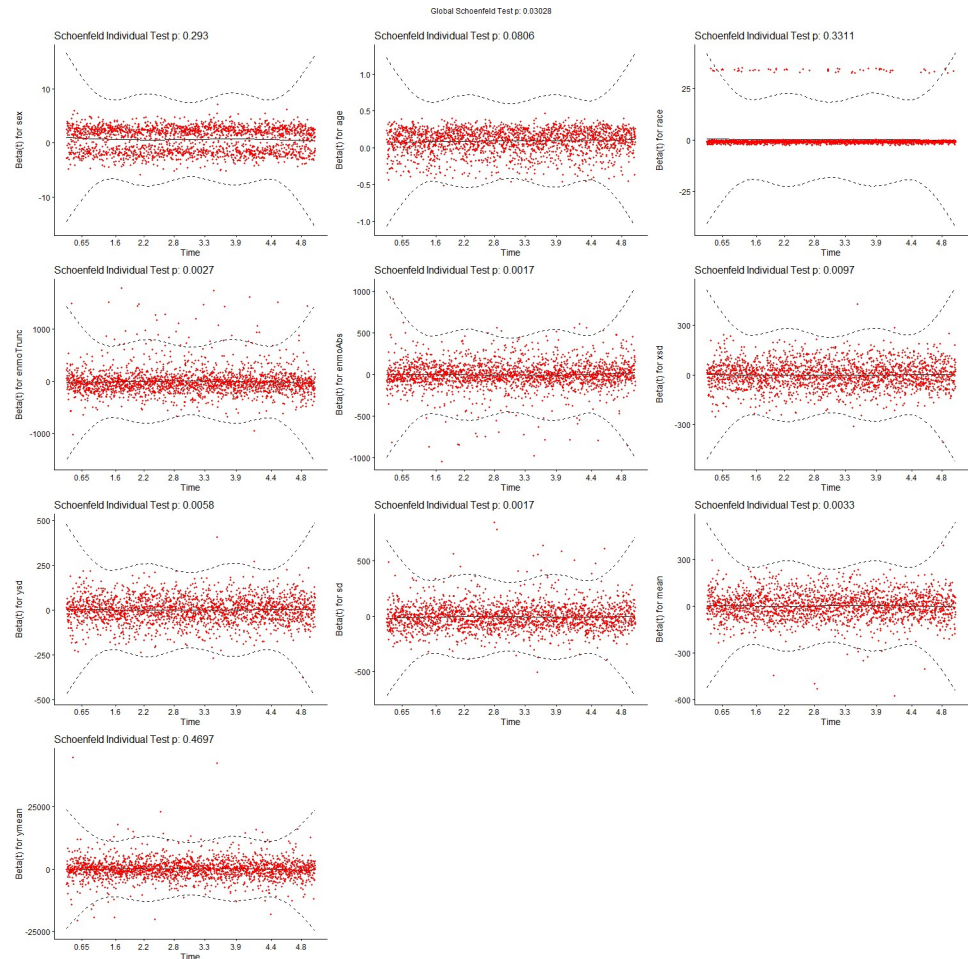 Global Schoenfeld Test p: 0.03028
Schoenfeld Individual Test p: 0.293
Beta(t) for sex
10
0
-10
0.65 1.6 2.2 2.8 3.3 3.9 4.4 4.8
Time
Schoenfeld Individual Test p: 0.0806
Beta(t) for age
1.0
0.5
0.0
-0.5
-1.0
0.65 1.6 2.2 2.8 3.3 3.9 4.4 4.8
Time
Schoenfeld Individual Test p: 0.3311
Beta(t) for race
25
0
-25
0.65 1.6 2.2 2.8 3.3 3.9 4.4 4.8
Time
Schoenfeld Individual Test p: 0.0027
Beta(t) for enmoTrunc
1000
0
-1000
0.65 1.6 2.2 2.8 3.3 3.9 4.4 4.8
Time
Schoenfeld Individual Test p: 0.0017
Beta(t) for enmoAbs
1000
500
0
-500
-1000
0.65 1.6 2.2 2.8 3.3 3.9 4.4 4.8
Time
Schoenfeld Individual Test p: 0.0097
Beta(t) for xsd
300
0
-300
0.65 1.6 2.2 2.8 3.3 3.9 4.4 4.8
Time
Schoenfeld Individual Test p: 0.0058
Beta(t) for ysd
500
250
0
-250
-500
0.65 1.6 2.2 2.8 3.3 3.9 4.4 4.8
Time
Schoenfeld Individual Test p: 0.0017
Beta(t) for sd
500
0
-500
0.65 1.6 2.2 2.8 3.3 3.9 4.4 4.8
Time
Schoenfeld Individual Test p: 0.0033
Beta(t) for mean
300
0
-300
-600
0.65 1.6 2.2 2.8 3.3 3.9 4.4 4.8
Time
Schoenfeld Individual Test p: 0.4697
Beta(t) for ymean
25000
0
-25000
0.65 1.6 2.2 2.8 3.3 3.9 4.4 4.8
Time